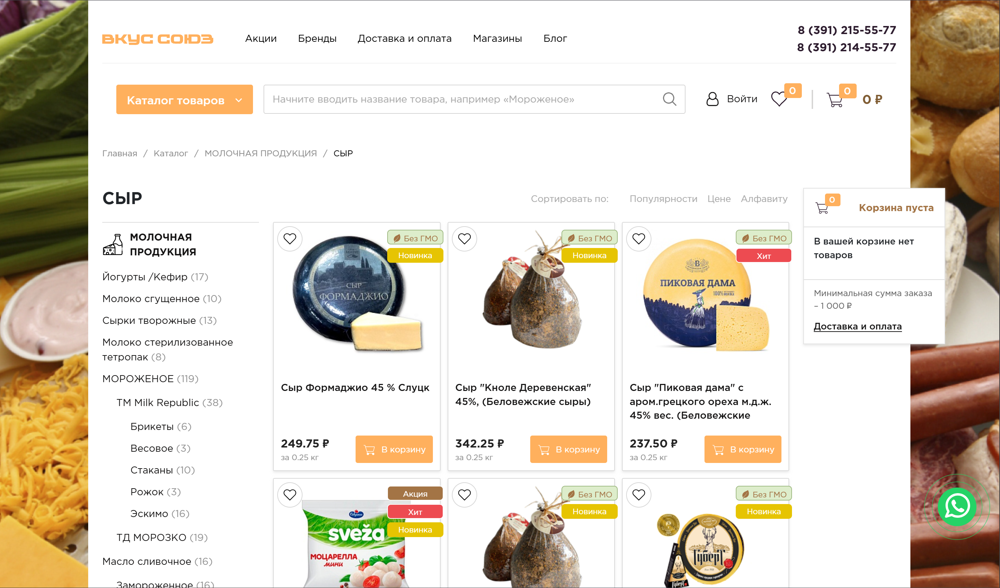 ВКУС СОЮЗ
Акции
Бренды
Доставка и оплата
Магазины
Блог
8 (391) 215-55-77
8 (391) 214-55-77
Каталог товаров
Начните вводить название товара, например «Мороженое»
Войти
0
0
0 ₽
Главная / Каталог / МОЛОЧНАЯ ПРОДУКЦИЯ / СЫР
СЫР
Сортировать по:
Популярности
Цене
Алфавиту
МОЛОЧНАЯ
ПРОДУКЦИЯ
Йогурты /Кефир (17)
Молоко сгущенное (10)
Сырки творожные (13)
Молоко стерилизованное
тетропак (8)
МОРОЖЕНОЕ (119)
ТМ Milk Republic (38)
Брикеты (6)
Весовое (3)
Стаканы (10)
Рожок (3)
Эскимо (16)
ТД МОРОЗКО (19)
Масло сливочное (16)
Замороженное (16)
Без ГМО
Новинка
СЫР
ФОРМАДЖИО
Сыр Формаджио 45 % Слуцк
249.75 ₽
за 0.25 кг
В корзину
Без ГМО
Новинка
Сыр "Кноле Деревенская"
45%, (Беловежские сыры)
342.25 ₽
за 0.25 кг
В корзину
Без ГМО
Хит
В
ПИКОВАЯ ДАМА
100%
Сыр "Пиковая дама" с
аром.грецкого ореха м.д.ж.
45% вес. (Беловежские
237.50 ₽
за 0.25 кг
В корзину
Акция
Хит
Новинка
Савушкин
sveža
МОЦАРЕЛЛА
мини
Без ГМО
Новинка
Без ГМО
Новинка
Губерт
Губерт
0
Корзина пуста
В вашей корзине нет
товаров
Минимальная сумма заказа
– 1 000 ₽
Доставка и оплата